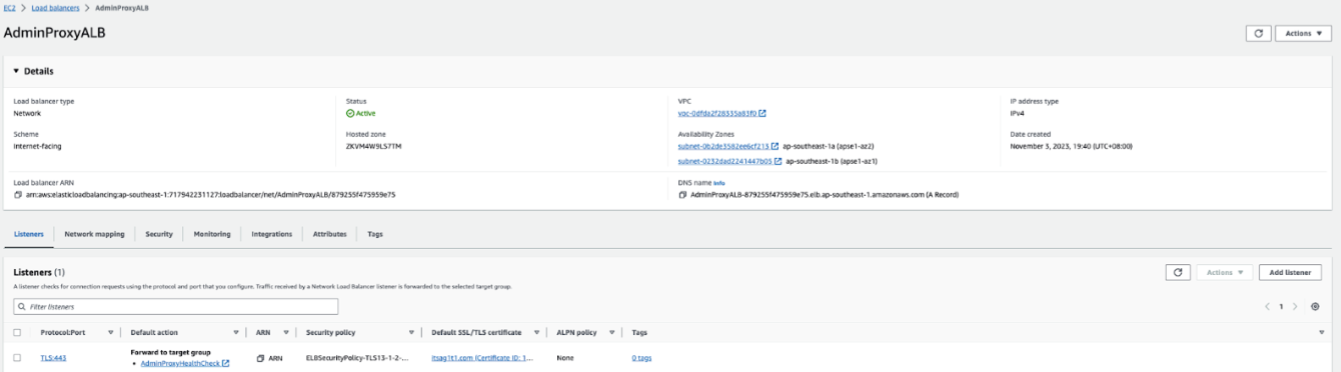 EC2 > Load balancers > AdminProxyALB
AdminProxyALB
Actions
Details
Load balancer type
Network
Status
Active
VPC
vpc-0dfda2f28535a83f0
IP address type
IPv4
Scheme
Internet-facing
Hosted zone
ZKVM4W9LS7TM
Availability Zones
subnet-0b2de3582ee6cf213 ap-southeast-1a (apse1-az2)
subnet-0232dad2241447b05 ap-southeast-1b (apse1-az1)
Date created
November 3, 2023, 19:40 (UTC+08:00)
Load balancer ARN
arn:aws:elasticloadbalancing:ap-southeast-1:717942231127:loadbalancer/net/AdminProxyALB/879255f475959e75
DNS name Info
AdminProxyALB-879255f475959e75.elb.ap-southeast-1.amazonaws.com (A Record)
Listeners Network mapping Security Monitoring Integrations Attributes Tags
Listeners (1)
Actions Add listener
A listener checks for connection requests using the protocol and port that you configure. Traffic received by a Network Load Balancer listener is forwarded to the selected target group.
Filter listeners
1
Protocol:Port Default action ARN Security policy Default SSL/TLS certificate ALPN policy Tags
TLS:443
Forward to target group
AdminProxyHealthCheck
ARN
ELBSecurityPolicy-TLS13-1-2-...
itsag1t1.com (Certificate ID: 1...
None
0 tags